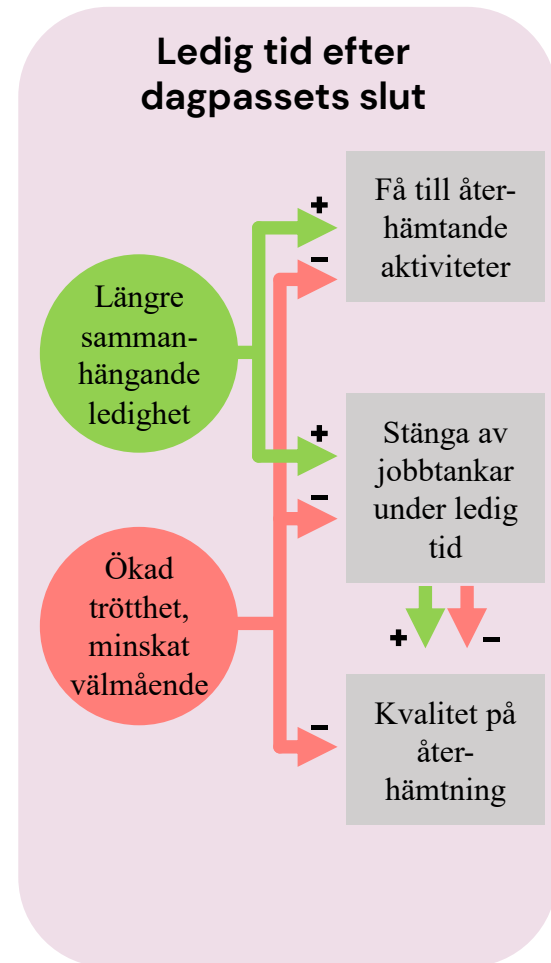 Ledig tid efter
dagpassets slut
+
Få till åter-
hämtande
aktiviteter
–
Längre
samman-
hängande
ledighet
+
Stänga av
jobbtankar
under ledig
tid
–
Ökad
trötthet,
minskat
välmående
+
–
–
Kvalitet på
åter-
hämtning